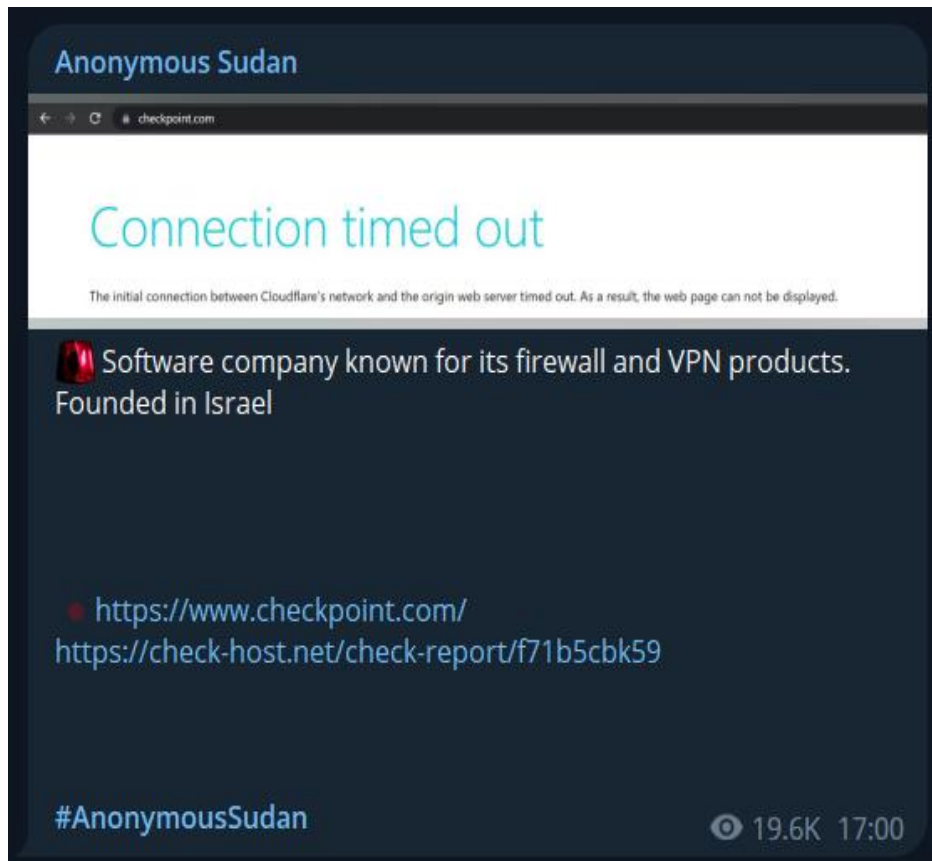 Anonymous Sudan
checkpoint.com
Connection timed out
The initial connection between Cloudflare's network and the origin web server timed out. As a result, the web page can not be displayed.
Software company known for its firewall and VPN products.
Founded in Israel
https://www.checkpoint.com/
https://check-host.net/check-report/f71b5cbk59
#AnonymousSudan
19.6K 17:00